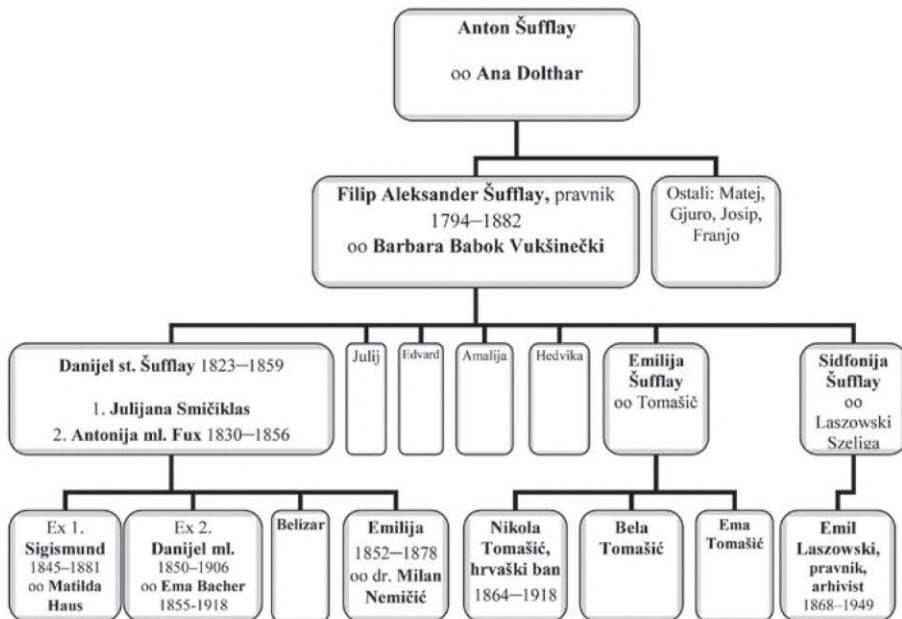 Anton Šufflay
oo Ana Dolthar
Filip Aleksander Šufflay, pravnik
1794–1882
oo Barbara Babok Vukšinečki
Ostali: Matej,
Gjuro, Josip,
Franjo
Danijel st. Šufflay 1823–1859
1. Julijana Smičiklas
2. Antonija ml. Fux 1830–1856
Julij
Edvard
Amalija
Hedvika
Emilija
Šufflay
oo Tomašič
Sidfonija
Šufflay
oo
Laszowski
Szeliga
Ex 1.
Sigismund
1845–1881
oo Matilda
Haus
Ex 2.
Danijel ml.
1850–1906
oo Ema Bacher
1855-1918
Belizar
Emilija
1852–1878
oo dr. Milan
Nemičić
Nikola
Tomašić,
hrvaški ban
1864–1918
Bela
Tomašić
Ema
Tomašić
Emil
Laszowski,
pravnik,
arhivist
1868–1949